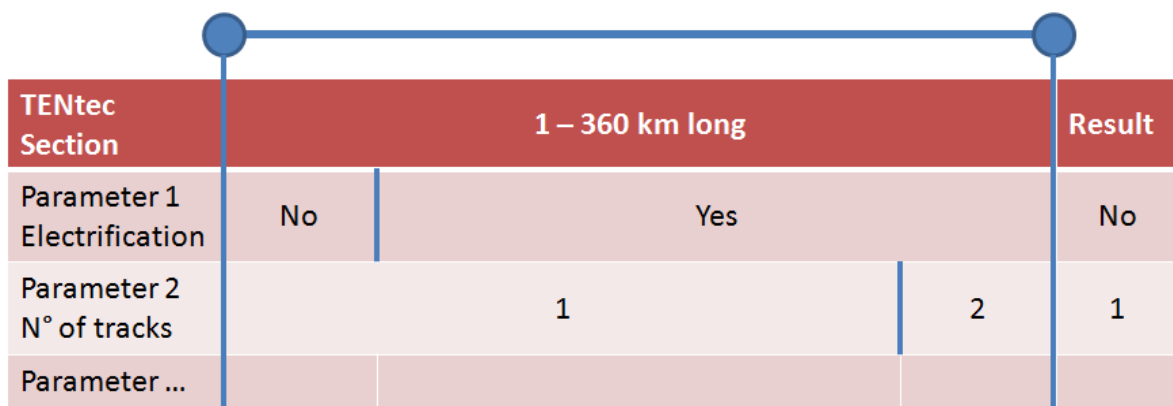 TENtec
Section
1 – 360 km long
Result
Parameter 1
Electrification
No
Yes
No
Parameter 2
N° of tracks
1
2
1
Parameter ...